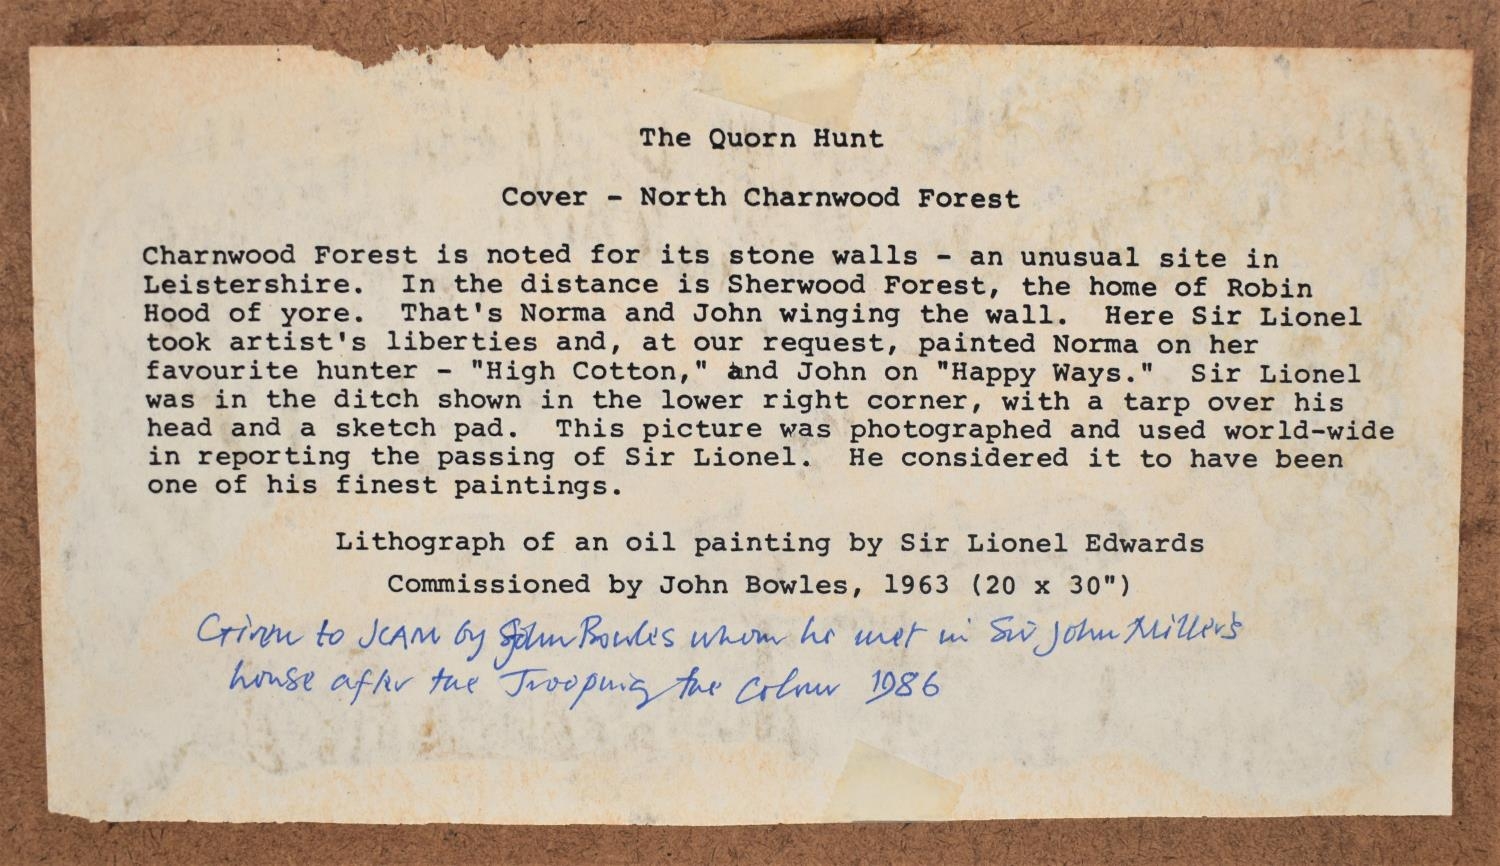 The Quorn Hunt
Cover - North Charnwood Forest
Charnwood Forest is noted for its stone walls - an unusual site in
Leistershire. In the distance is Sherwood Forest, the home of Robin
Hood of yore. That's Norma and John winging the wall. Here Sir Lionel
took artist's liberties and, at our request, painted Norma on her
favourite hunter - "High Cotton," and John on "Happy Ways." Sir Lionel
was in the ditch shown in the lower right corner, with a tarp over his
head and a sketch pad. This picture was photographed and used world-wide
in reporting the passing of Sir Lionel. He considered it to have been
one of his finest paintings.
Lithograph of an oil painting by Sir Lionel Edwards
Commissioned by John Bowles, 1963 (20 x 30")
Given to JCAM by John Bowles whom he met in Sir John Miller's
house after the Trooping the Colour 1986